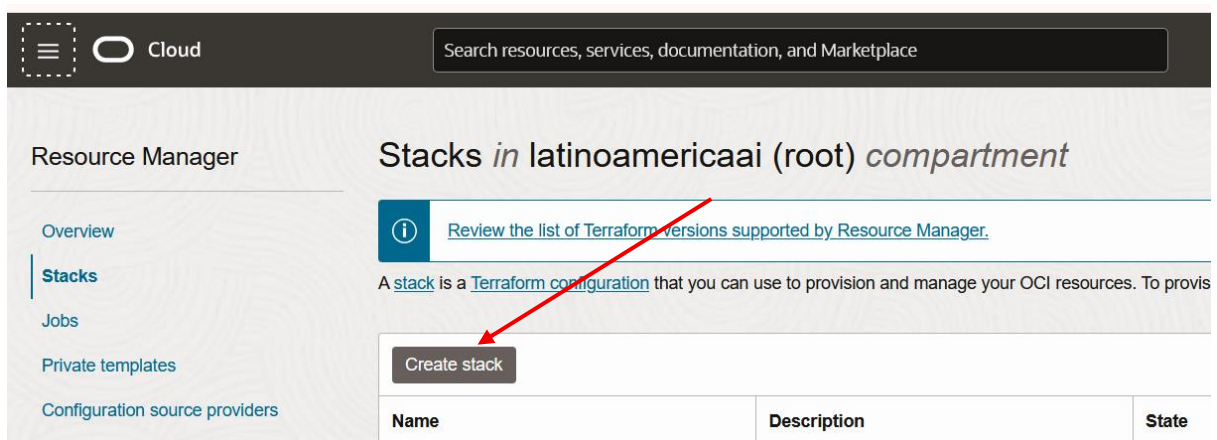 Cloud
Search resources, services, documentation, and Marketplace
Resource Manager
Overview
Stacks
Jobs
Private templates
Configuration source providers
Stacks in latinoamericaai (root) compartment
Review the list of Terraform versions supported by Resource Manager.
A stack is a Terraform configuration that you can use to provision and manage your OCI resources. To provis
Create stack
Name Description State